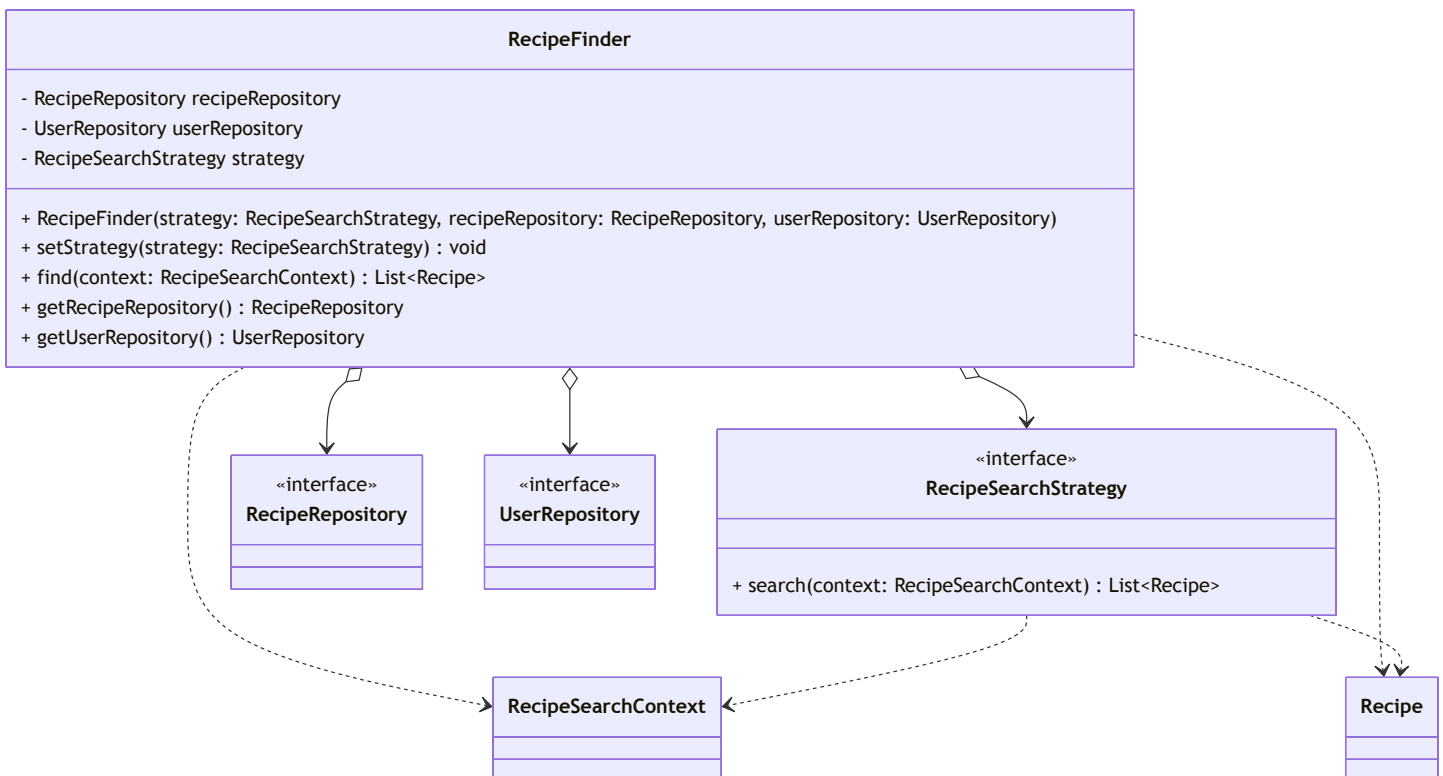 RecipeFinder
- RecipeRepository recipeRepository
- UserRepository userRepository
- RecipeSearchStrategy strategy
+ RecipeFinder(strategy: RecipeSearchStrategy, recipeRepository: RecipeRepository, userRepository: UserRepository)
+ setStrategy(strategy: RecipeSearchStrategy) : void
+ find(context: RecipeSearchContext) : List<Recipe>
+ getRecipeRepository() : RecipeRepository
+ getUserRepository() : UserRepository
«interface»
RecipeRepository
«interface»
UserRepository
«interface»
RecipeSearchStrategy
+ search(context: RecipeSearchContext) : List<Recipe>
RecipeSearchContext
Recipe